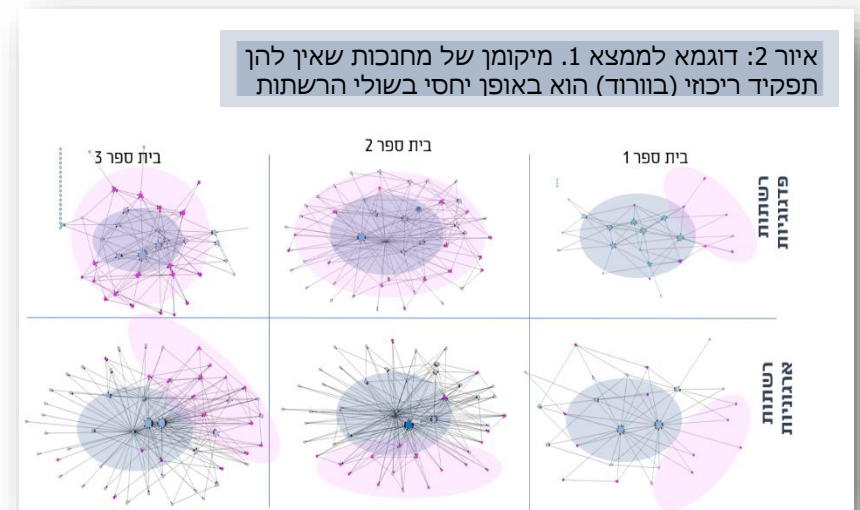 איור 2: דוגמא לממצא 1. מיקומן של מחנכות שאין להן
תפקיד ריכוזי (בוורוד) הוא באופן יחסי בשולי הרשתות
בית ספר 1
בית ספר 2
בית ספר 3
רשתות
פדגוגיות
רשתות
ארגוניות